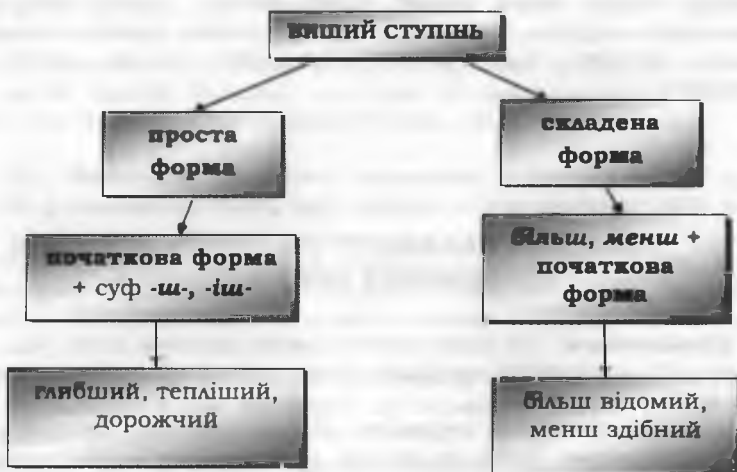 ВИЩИЙ СТУПІНЬ
проста
форма
складена
форма
початкова форма
+ суф -ш-, -іш-
більш, менш +
початкова
форма
глибший, тепліший,
дорожчий
більш відомий,
менш здібний